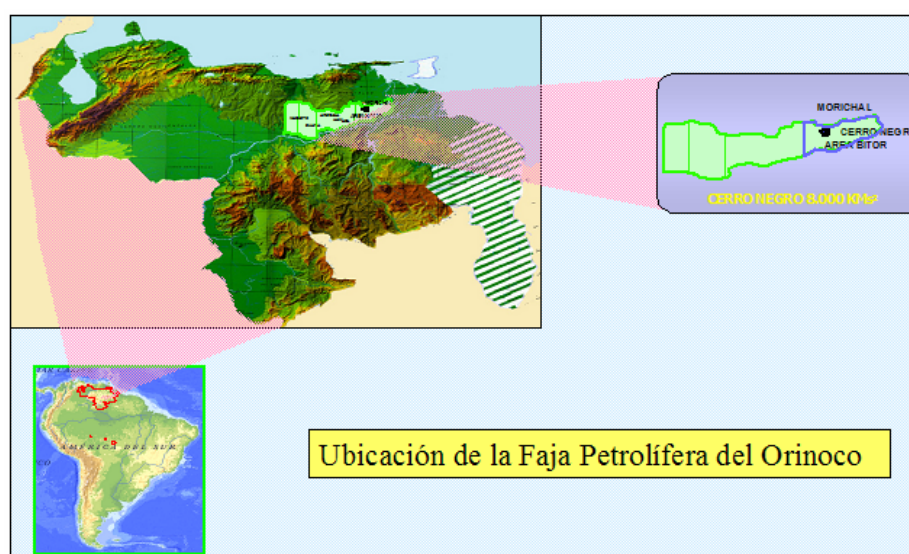 MORICHAL
CERRO NEGR
AREA BITOR
CERRO NEGRO 8.000 KMs²
AMÉRICA DEL SUR
Ubicación de la Faja Petrolífera del Orinoco